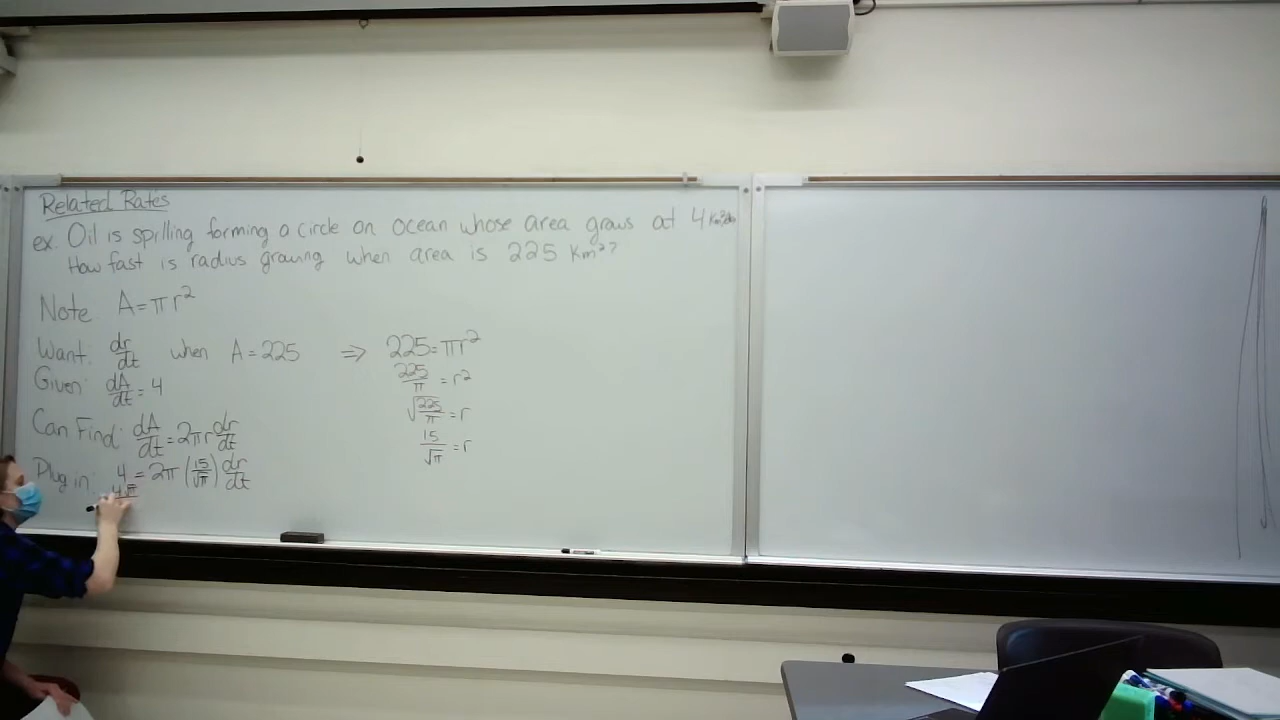 Related Rates
ex. Oil is spilling forming a circle on ocean whose area grows at 4
How fast is radius growing when area is 225 Km²?
Note: A = πr²
Want: dr/dt when A = 225 ⇒ 225 = πr²
225/π = r²
Given: dA/dt = 4
√(225/π) = r
Can Find: dA/dt = 2πr dr/dt
15/√π = r
Plug in: 4 = 2π (15/√π) dr/dt
4√π